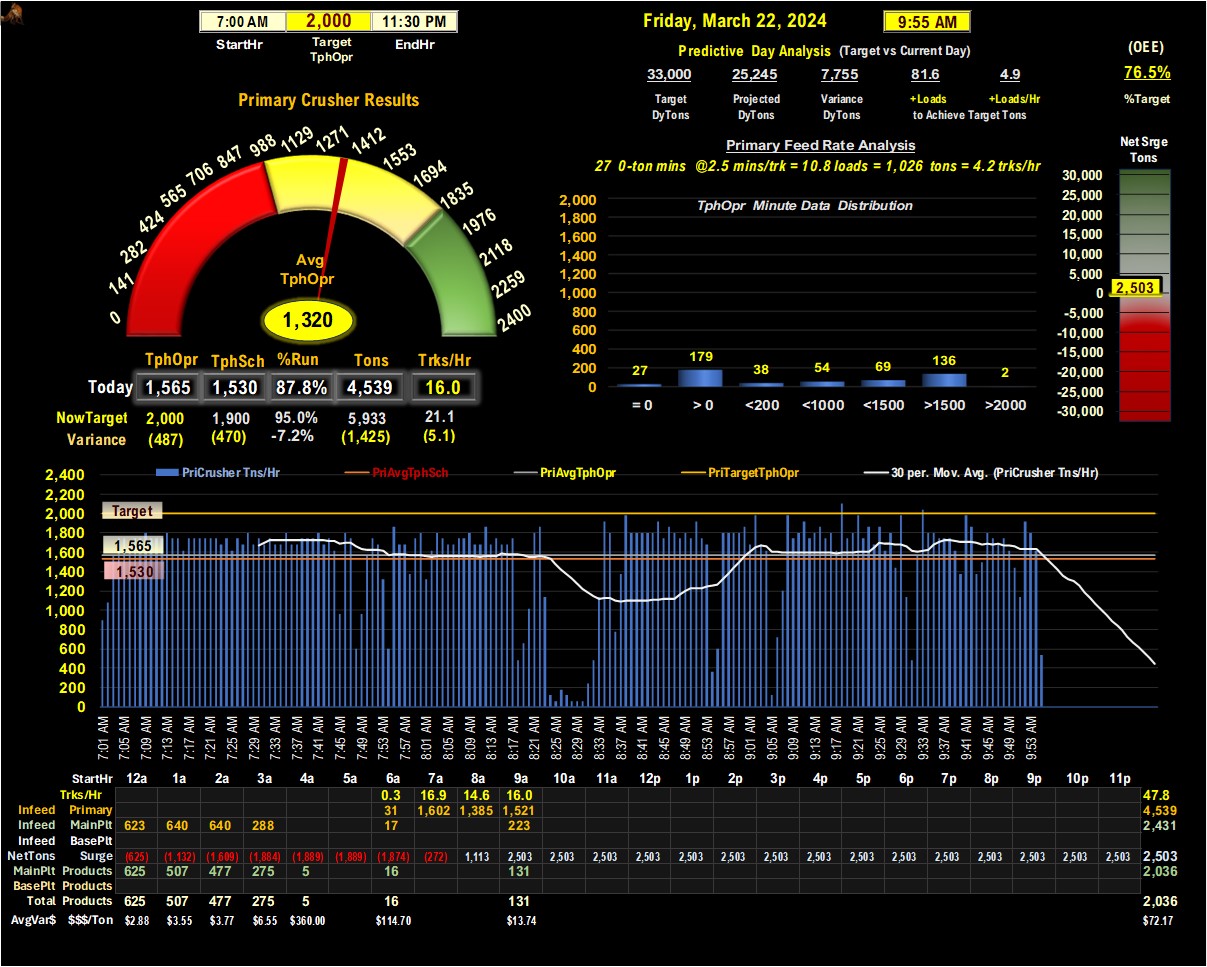 7:00 AM 2,000 11:30 PM
StartHr Target TphOpr EndHr
Friday, March 22, 2024 9:55 AM
Predictive Day Analysis (Target vs Current Day)
33,000 25,245 7,755 81.6 4.9
Target DyTons Projected DyTons Variance DyTons +Loads +Loads/Hr
to Achieve Target Tons
(OEE)
76.5%
%Target
Primary Crusher Results
0 141 282 424 565 706 847 988 1129 1271 1412 1553 1694 1835 1976 2118 2259 2400
Avg
TphOpr
1,320
TphOpr TphSch %Run Tons Trks/Hr
Today 1,565 1,530 87.8% 4,539 16.0
NowTarget 2,000 1,900 95.0% 5,933 21.1
Variance (487) (470) -7.2% (1,425) (5.1)
Primary Feed Rate Analysis
27 0-ton mins @2.5 mins/trk = 10.8 loads = 1,026 tons = 4.2 trks/hr
TphOpr Minute Data Distribution
2,000
1,800
1,600
1,400
1,200
1,000
800
600
400
200
0
27 179 38 54 69 136 2
= 0 > 0 <200 <1000 <1500 >1500 >2000
Net Srge
Tons
30,000
25,000
20,000
15,000
10,000
5,000
0
-5,000
-10,000
-15,000
-20,000
-25,000
-30,000
2,503
PriCrusher Tns/Hr PriAvgTphSch PriAvgTphOpr PriTargetTphOpr 30 per. Mov. Avg. (PriCrusher Tns/Hr)
2,400
2,200
2,000
1,800
1,600
1,400
1,200
1,000
800
600
400
200
0
Target
1,565
1,530
7:01 AM 7:05 AM 7:09 AM 7:13 AM 7:17 AM 7:21 AM 7:25 AM 7:29 AM 7:33 AM 7:37 AM 7:41 AM 7:45 AM 7:49 AM 7:53 AM 7:57 AM 8:01 AM 8:05 AM 8:09 AM 8:13 AM 8:17 AM 8:21 AM 8:25 AM 8:29 AM 8:33 AM 8:37 AM 8:41 AM 8:45 AM 8:49 AM 8:53 AM 8:57 AM 9:01 AM 9:05 AM 9:09 AM 9:13 AM 9:17 AM 9:21 AM 9:25 AM 9:29 AM 9:33 AM 9:37 AM 9:41 AM 9:45 AM 9:49 AM 9:53 AM
StartHr 12a 1a 2a 3a 4a 5a 6a 7a 8a 9a 10a 11a 12p 1p 2p 3p 4p 5p 6p 7p 8p 9p 10p 11p
Trks/Hr 0.3 16.9 14.6 16.0 47.8
Infeed Primary 31 1,602 1,385 1,521 4,539
Infeed MainPlt 623 640 640 288 17 223 2,431
Infeed BasePlt
NetTons Surge (625) (1,132) (1,609) (1,884) (1,889) (1,889) (1,874) (272) 1,113 2,503 2,503 2,503 2,503 2,503 2,503 2,503 2,503 2,503 2,503 2,503 2,503 2,503 2,503 2,503 2,503
MainPlt Products 625 507 477 275 5 16 131 2,036
BasePlt Products
Total Products 625 507 477 275 5 16 131 2,036
AvgVar$ $$$/Ton $2.88 $3.55 $3.77 $6.55 $360.00 $114.70 $13.74 $72.17